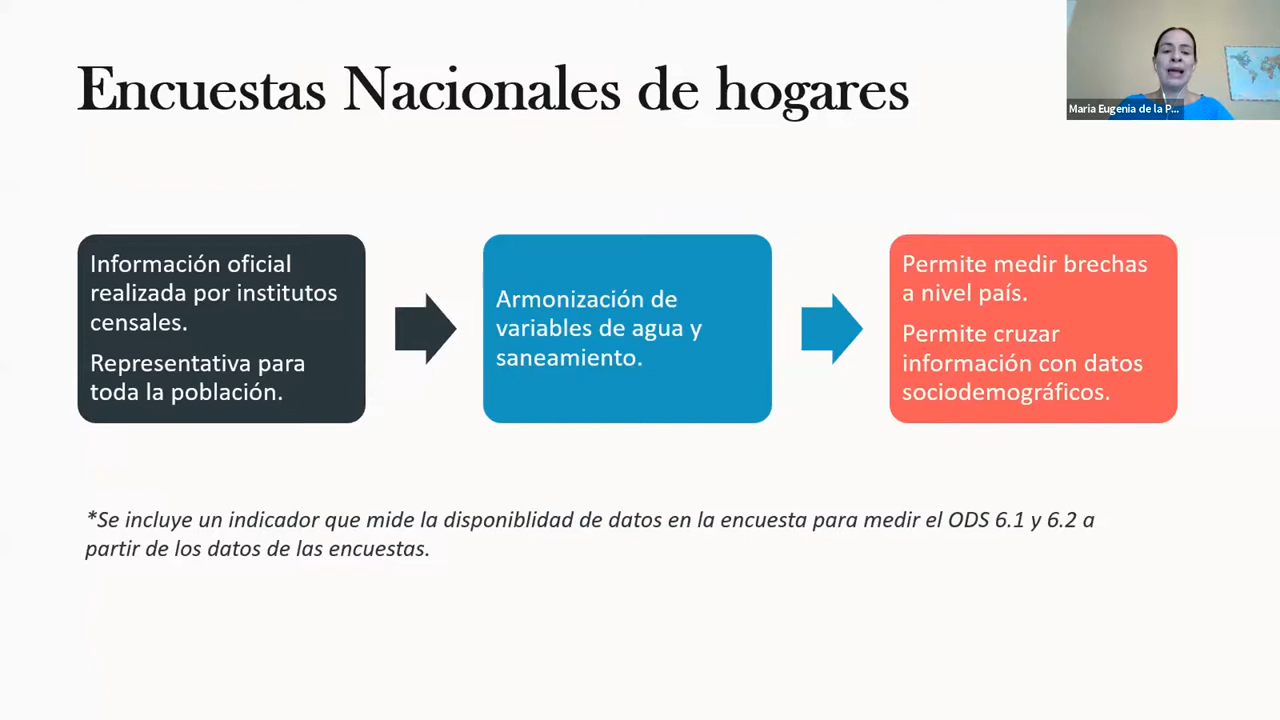 Encuestas Nacionales de hogares
Maria Eugenia de la P...
Información oficial
realizada por institutos
censales.
Representativa para
toda la población.
Armonización de
variables de agua y
saneamiento.
Permite medir brechas
a nivel país.
Permite cruzar
información con datos
sociodemográficos.
*Se incluye un indicador que mide la disponiblidad de datos en la encuesta para medir el ODS 6.1 y 6.2 a
partir de los datos de las encuestas.